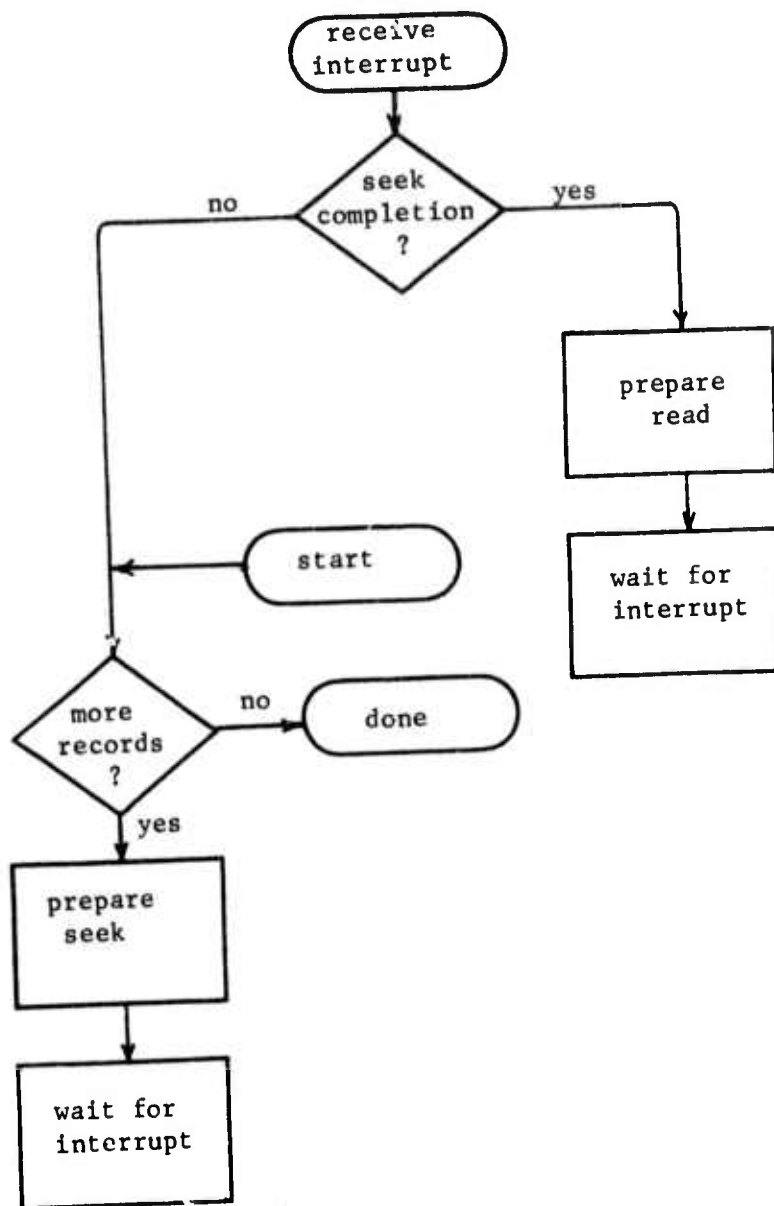 receive
interrupt
seek
completion
?
no
yes
prepare
read
wait for
interrupt
start
more
records
?
no
done
yes
prepare
seek
wait for
interrupt